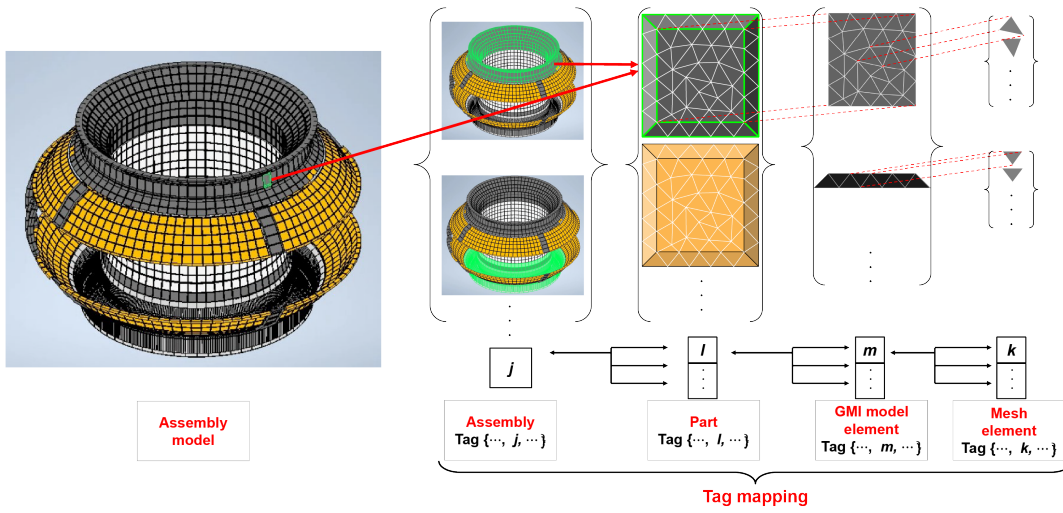 j
l
m
k
Assembly
model
Assembly
Tag {···, j, ···}
Part
Tag {···, l, ···}
GMI model
element
Tag {···, m, ···}
Mesh
element
Tag {···, k, ···}
Tag mapping